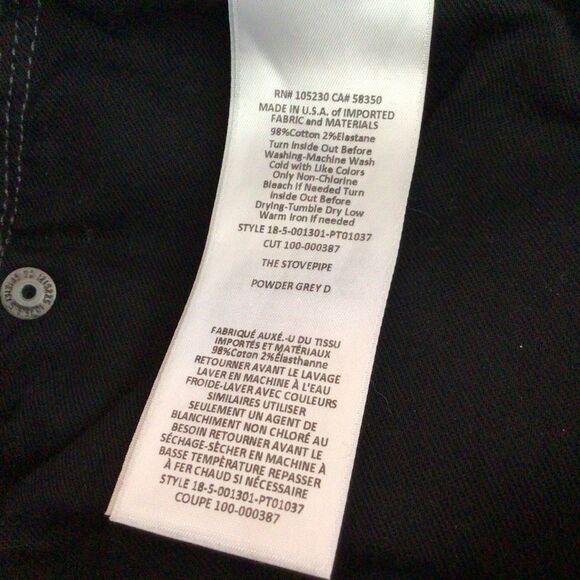 RN# 105230 CA# 58350
MADE IN U.S.A. of IMPORTED
FABRIC and MATERIALS
98%Cotton 2%Elastane
Turn Inside Out Before
Washing-Machine Wash
Cold with Like Colors
Only Non-Chlorine
Bleach If Needed Turn
Inside Out Before
Drying-Tumble Dry Low
Warm Iron If needed
STYLE 18-5-001301-PT01037
CUT 100-000387
THE STOVEPIPE
POWDER GREY D
FABRIQUÉ AUXÉ.-U DU TISSU
IMPORTÉS ET MATÉRIAUX
98%Coton 2%Élasthanne
RETOURNER AVANT LE LAVAGE
LAVER EN MACHINE À L'EAU
FROIDE-LAVER AVEC COULEURS
SIMILAIRES UTILISER
SEULEMENT UN AGENT DE
BLANCHIMENT NON CHLORÉ AU
BESOIN RETOURNER AVANT LE
SÉCHAGE-SÈCHER EN MACHINE À
BASSE TEMPÈRATURE REPASSER
À FER CHAUD SI NÉCESSAIRE
STYLE 18-5-001301-PT01037
COUPE 100-000387